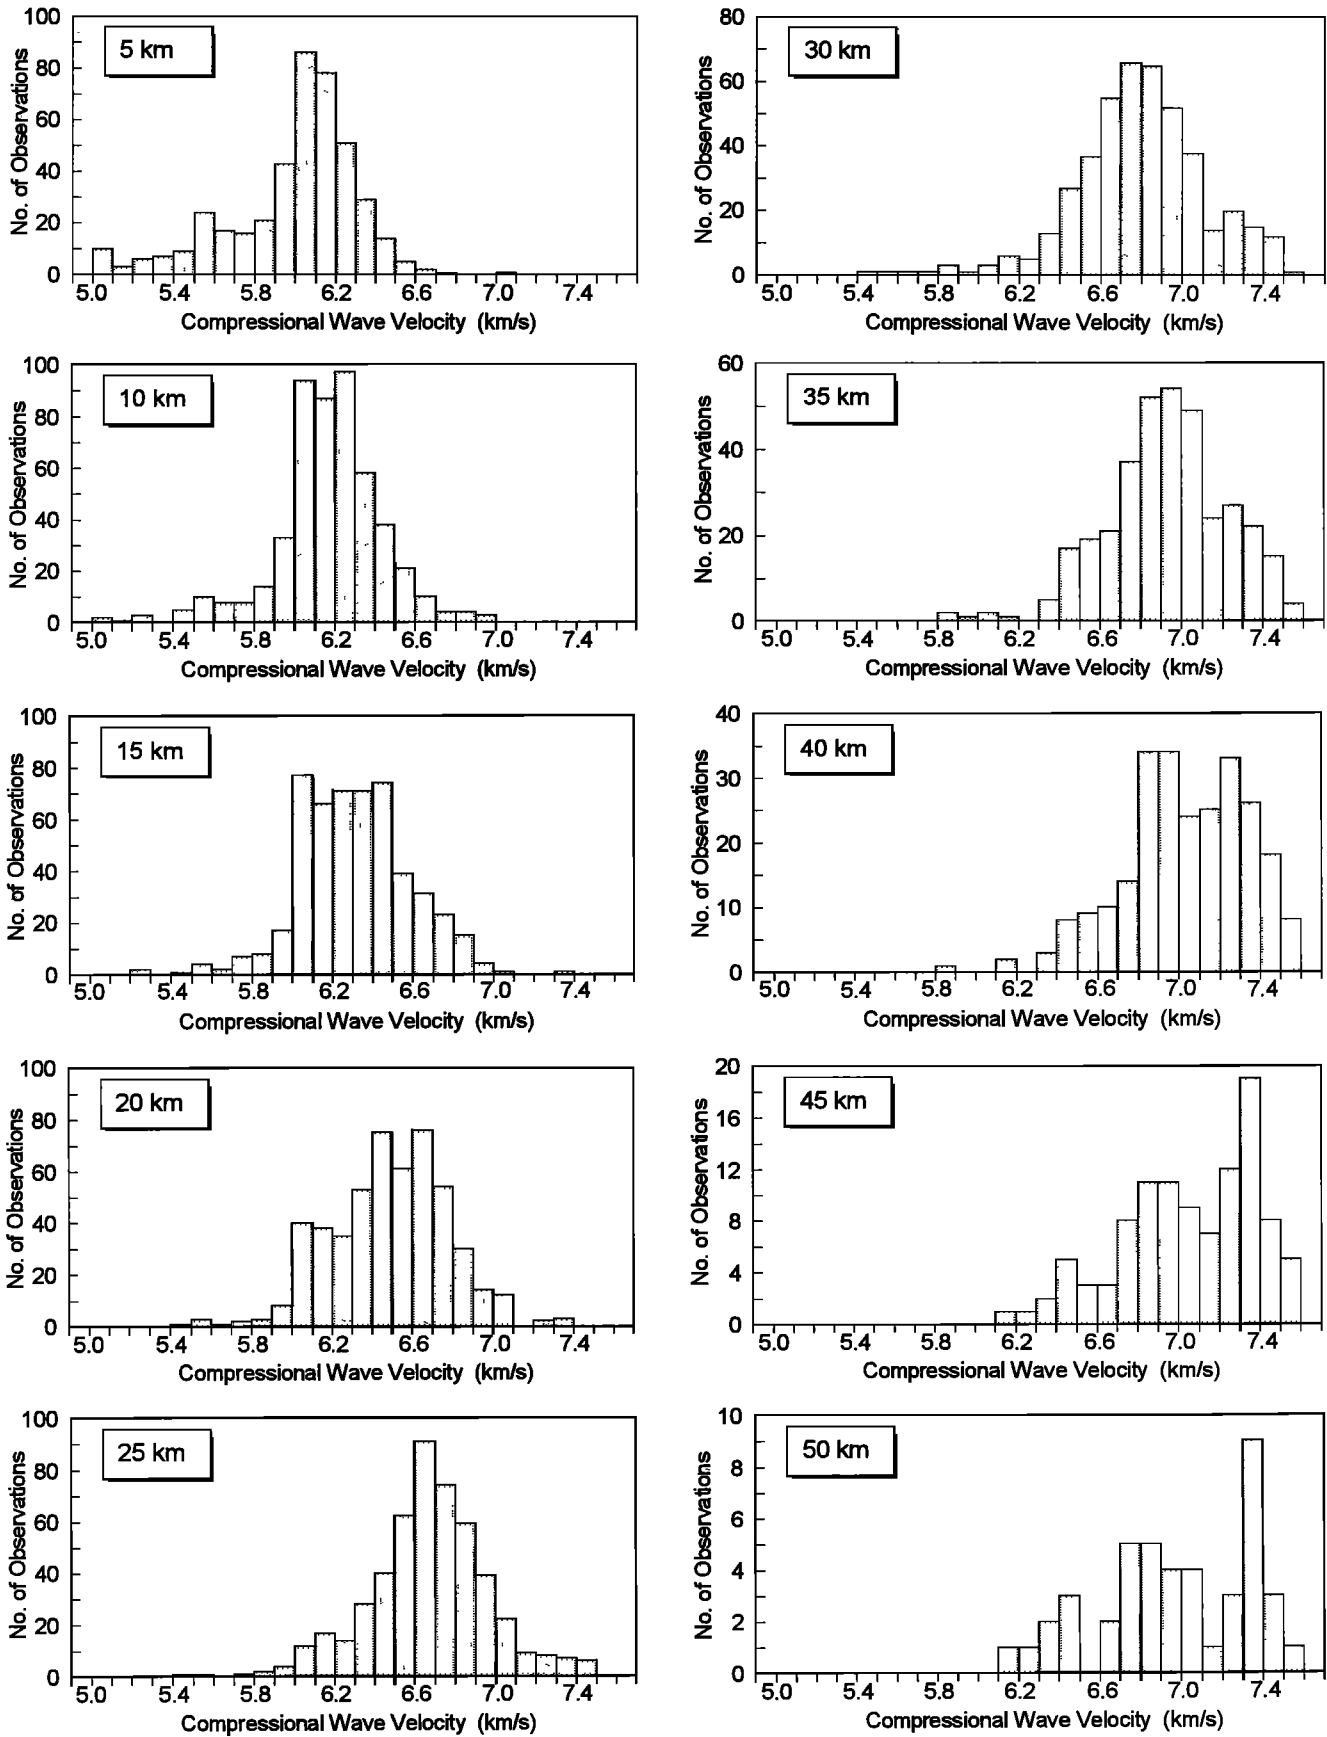 5 km
100
80
60
40
20
0
No. of Observations
5.0 5.4 5.8 6.2 6.6 7.0 7.4
Compressional Wave Velocity (km/s)
10 km
100
80
60
40
20
0
No. of Observations
5.0 5.4 5.8 6.2 6.6 7.0 7.4
Compressional Wave Velocity (km/s)
15 km
100
80
60
40
20
0
No. of Observations
5.0 5.4 5.8 6.2 6.6 7.0 7.4
Compressional Wave Velocity (km/s)
20 km
100
80
60
40
20
0
No. of Observations
5.0 5.4 5.8 6.2 6.6 7.0 7.4
Compressional Wave Velocity (km/s)
25 km
100
80
60
40
20
0
No. of Observations
5.0 5.4 5.8 6.2 6.6 7.0 7.4
Compressional Wave Velocity (km/s)
30 km
80
60
40
20
0
No. of Observations
5.0 5.4 5.8 6.2 6.6 7.0 7.4
Compressional Wave Velocity (km/s)
35 km
60
40
20
0
No. of Observations
5.0 5.4 5.8 6.2 6.6 7.0 7.4
Compressional Wave Velocity (km/s)
40 km
40
30
20
10
0
No. of Observations
5.0 5.4 5.8 6.2 6.6 7.0 7.4
Compressional Wave Velocity (km/s)
45 km
20
16
12
8
4
0
No. of Observations
5.0 5.4 5.8 6.2 6.6 7.0 7.4
Compressional Wave Velocity (km/s)
50 km
10
8
6
4
2
0
No. of Observations
5.0 5.4 5.8 6.2 6.6 7.0 7.4
Compressional Wave Velocity (km/s)